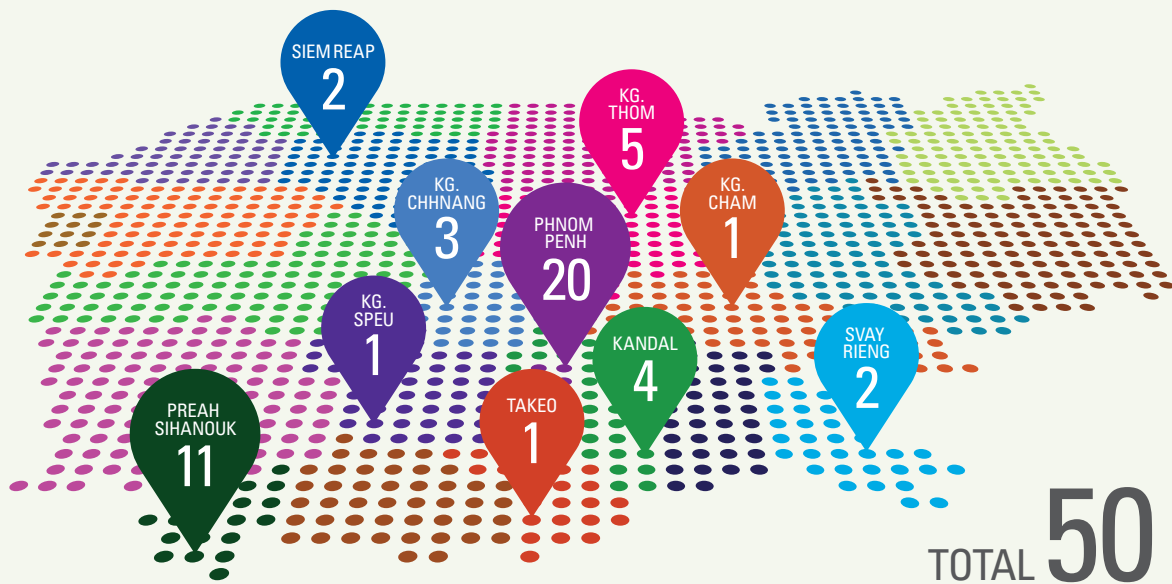 SIEM REAP
2
KG.
THOM
5
KG.
CHHNANG
3
PHNOM
PENH
20
KG.
CHAM
1
KG.
SPEU
1
KANDAL
4
SVAY
RIENG
2
PREAH
SIHANOUK
11
TAKEO
1
TOTAL 50